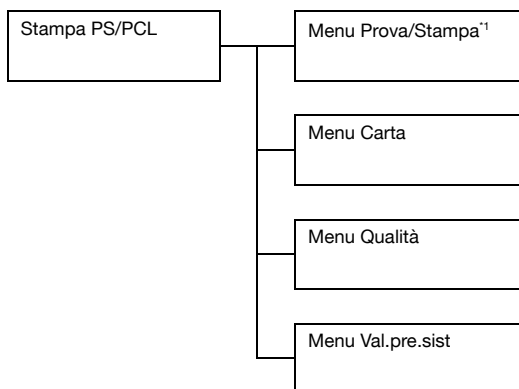 Stampa PS/PCL
Menu Prova/Stampa*1
Menu Carta
Menu Qualità
Menu Val.pre.sist